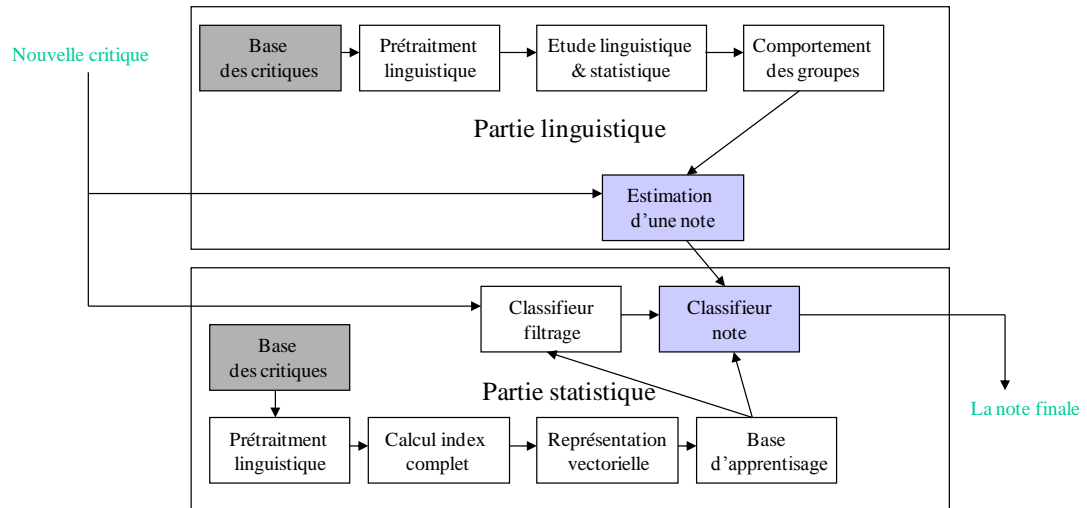 Nouvelle critique
Base
des critiques
Prétraitment
linguistique
Etude linguistique
& statistique
Comportement
des groupes
Partie linguistique
Estimation
d'une note
Classifieur
filtrage
Classifieur
note
Base
des critiques
Partie statistique
La note finale
Prétraitment
linguistique
Calcul index
complet
Représentation
vectorielle
Base
d'apprentisage